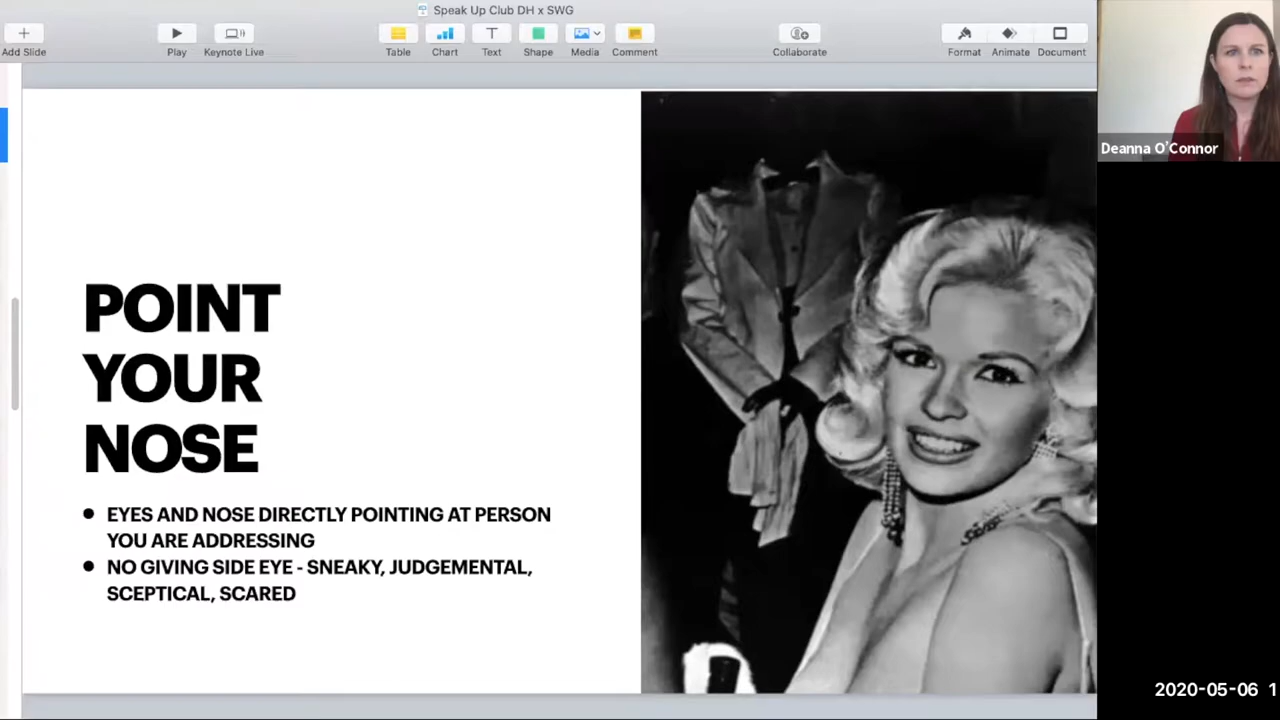 Speak Up Club DH x SWG
Add Slide
Play
Keynote Live
Table
Chart
Text
Shape
Media
Comment
Collaborate
Format
Animate
Document
Deanna O'Connor
POINT
YOUR
NOSE
● EYES AND NOSE DIRECTLY POINTING AT PERSON
YOU ARE ADDRESSING
● NO GIVING SIDE EYE - SNEAKY, JUDGEMENTAL,
SCEPTICAL, SCARED
2020-05-06 1